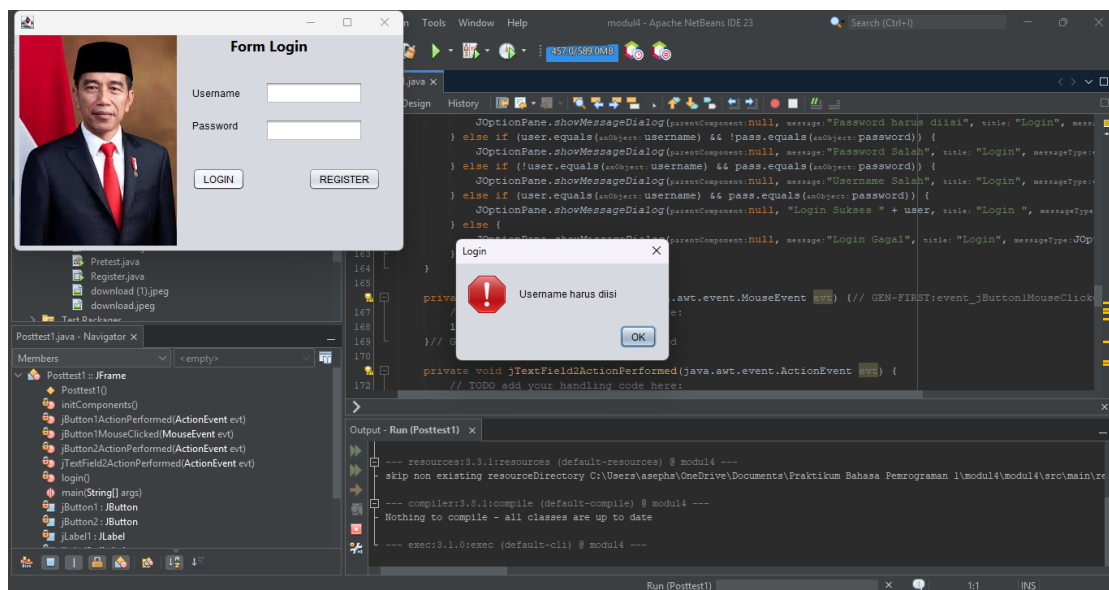 Tools Window Help
modul4 - Apache NetBeans IDE 23
Search (Ctrl+I)
457.0/589.0MB
Form Login
Username
Password
LOGIN
REGISTER
.java
Design History
JOptionPane.showMessageDialog(parentComponent:null, message:"Password harus diisi", title: "Login",
} else if (user.equals(anObject:username) && !pass.equals(anObject:password)) {
JOptionPane.showMessageDialog(parentComponent:null, message:"Password Salah", title: "Login", messageType:
} else if (!user.equals(anObject:username) && pass.equals(anObject:password)) {
JOptionPane.showMessageDialog(parentComponent:null, message:"Username Salah", title: "Login", messageType:
} else if (user.equals(anObject:username) && pass.equals(anObject:password)) {
JOptionPane.showMessageDialog(parentComponent:null, "Login Sukses " + user, title: "Login ", messageType
} else {
parentComponent:null, message:"Login Gagal", title: "Login", messageType:JOp
163 }
164 }
165
.awt.event.MouseEvent evt) {// GEN-FIRST:event_jButton1MouseClick
167
168
169 }//
170
private void jTextField2ActionPerformed(java.awt.event.ActionEvent evt) {
172 // TODO add your handling code here:
Login
Username harus diisi
OK
Pretest.java
Register.java
download (1).jpeg
download.jpeg
Test Packages
Posttest1.java - Navigator
Members
<empty>
Posttest1 :: JFrame
Posttest1()
initComponents()
jButton1ActionPerformed(ActionEvent evt)
jButton1MouseClicked(MouseEvent evt)
jButton2ActionPerformed(ActionEvent evt)
jTextField2ActionPerformed(ActionEvent evt)
login()
main(String[] args)
jButton1 : JButton
jButton2 : JButton
jLabel1 : JLabel
Output - Run (Posttest1)
--- resources:3.3.1:resources (default-resources) @ modul4 ---
skip non existing resourceDirectory C:\Users\asephs\OneDrive\Documents\Praktikum Bahasa Pemrograman 1\modul4\modul4\src\main\re
--- compiler:3.8.1:compile (default-compile) @ modul4 ---
Nothing to compile - all classes are up to date
--- exec:3.1.0:exec (default-cli) @ modul4 ---
Run (Posttest1)
1:1
INS